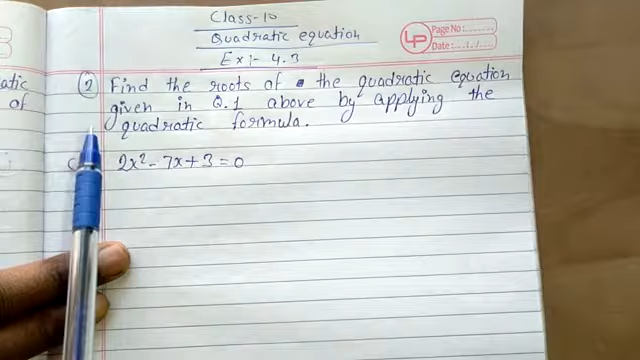 Class-10
Quadratic equation
Ex:- 4.3
LP Page No:.......
Date:...../...../.....
atic
of
② Find the roots of the quadratic equation
given in Q.1 above by applying the
quadratic formula.
2x² - 7x + 3 = 0